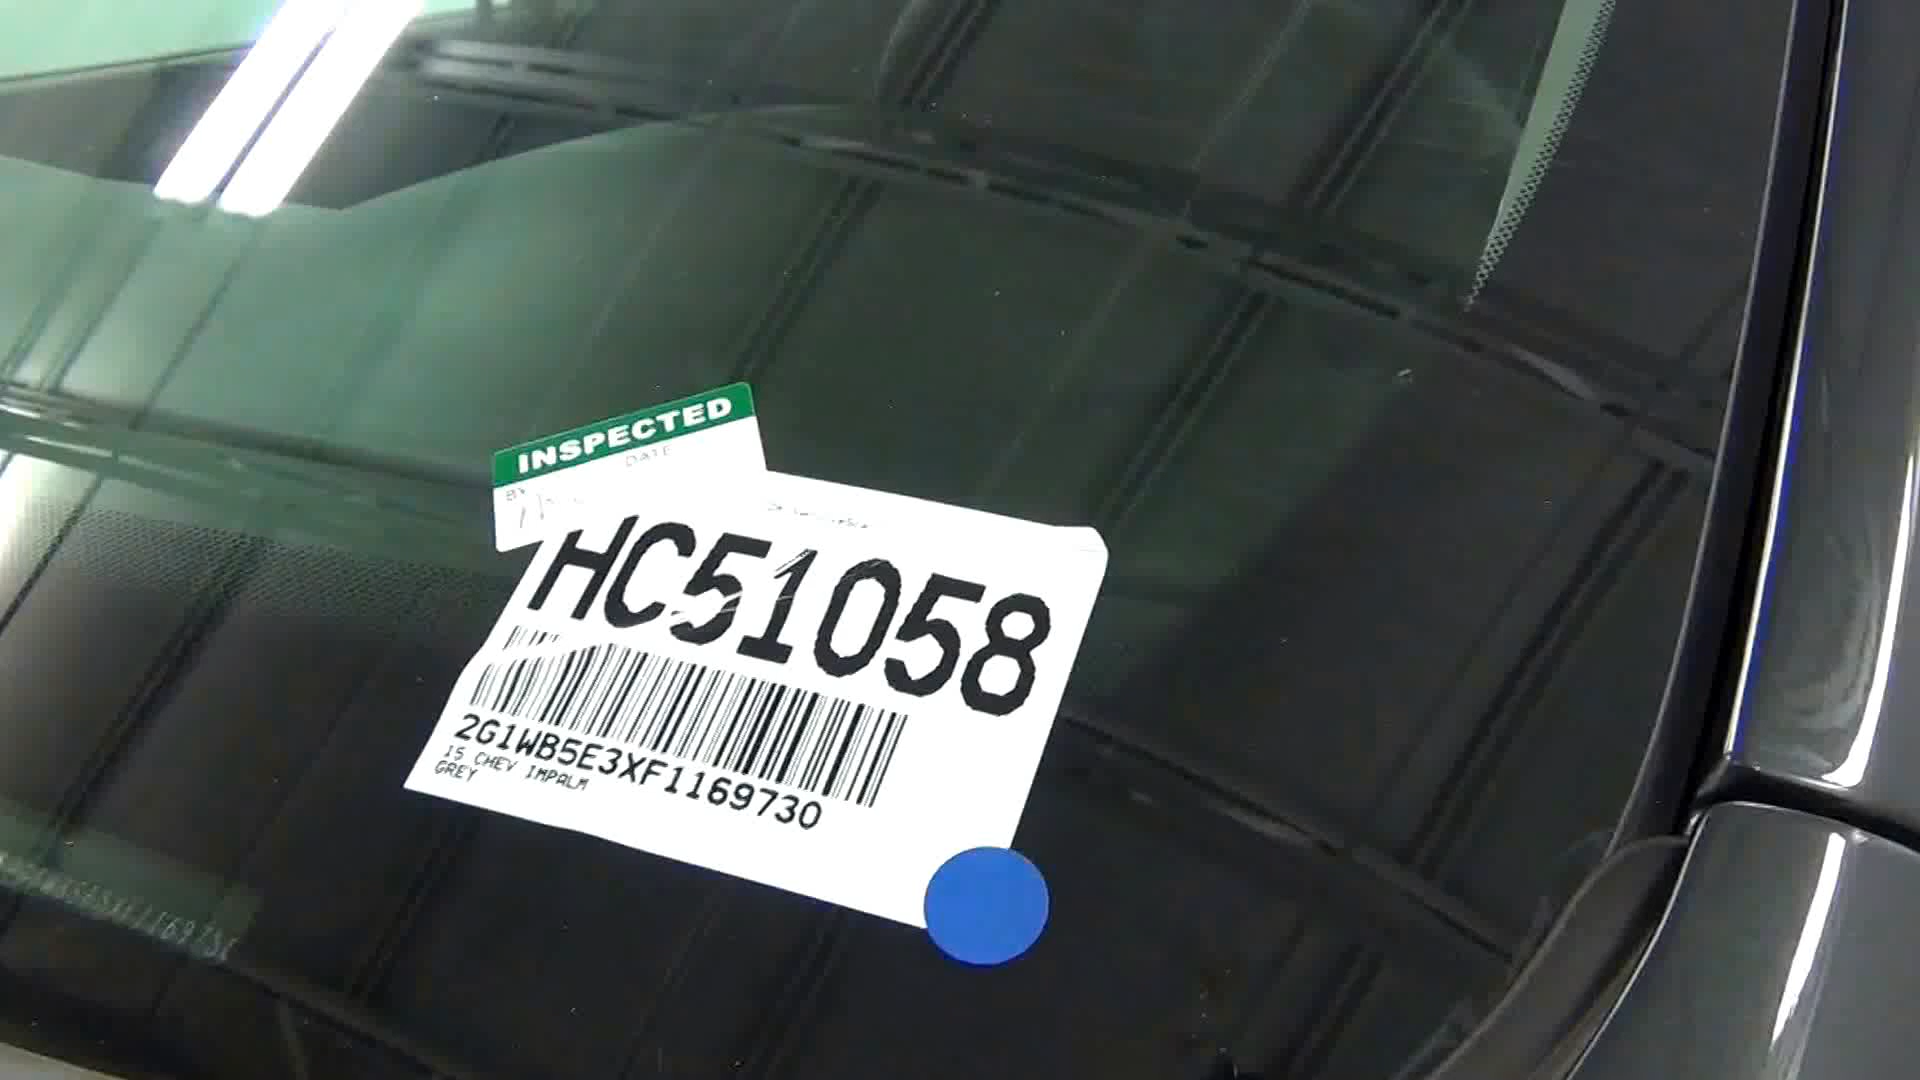 INSPECTED
DATE
BY
HC51058
2G1WB5E3XF1169730
15 CHEV IMPALM
GREY